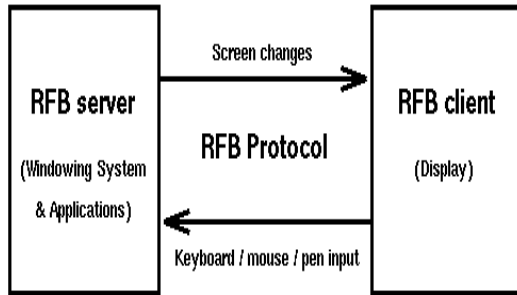 Screen changes
RFB server
(Windowing System
& Applications)
RFB Protocol
RFB client
(Display)
Keyboard / mouse / pen input